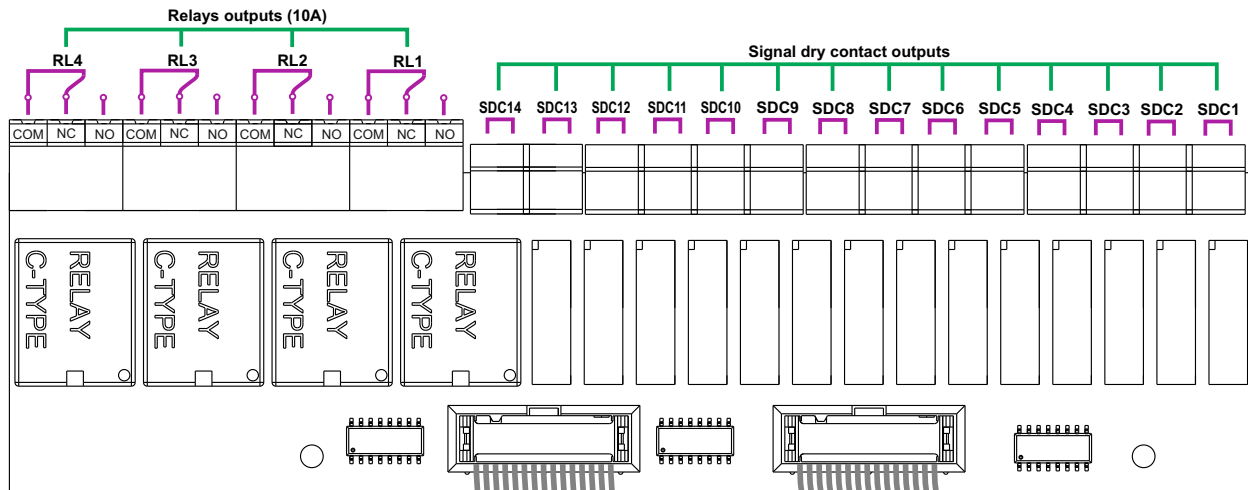 Relays outputs (10A)
Signal dry contact outputs
RL4 RL3 RL2 RL1
SDC14 SDC13 SDC12 SDC11 SDC10 SDC9 SDC8 SDC7 SDC6 SDC5 SDC4 SDC3 SDC2 SDC1
COM NC NO COM NC NO COM NC NO COM NC NO
RELAY
C-TYPE
RELAY
C-TYPE
RELAY
C-TYPE
RELAY
C-TYPE